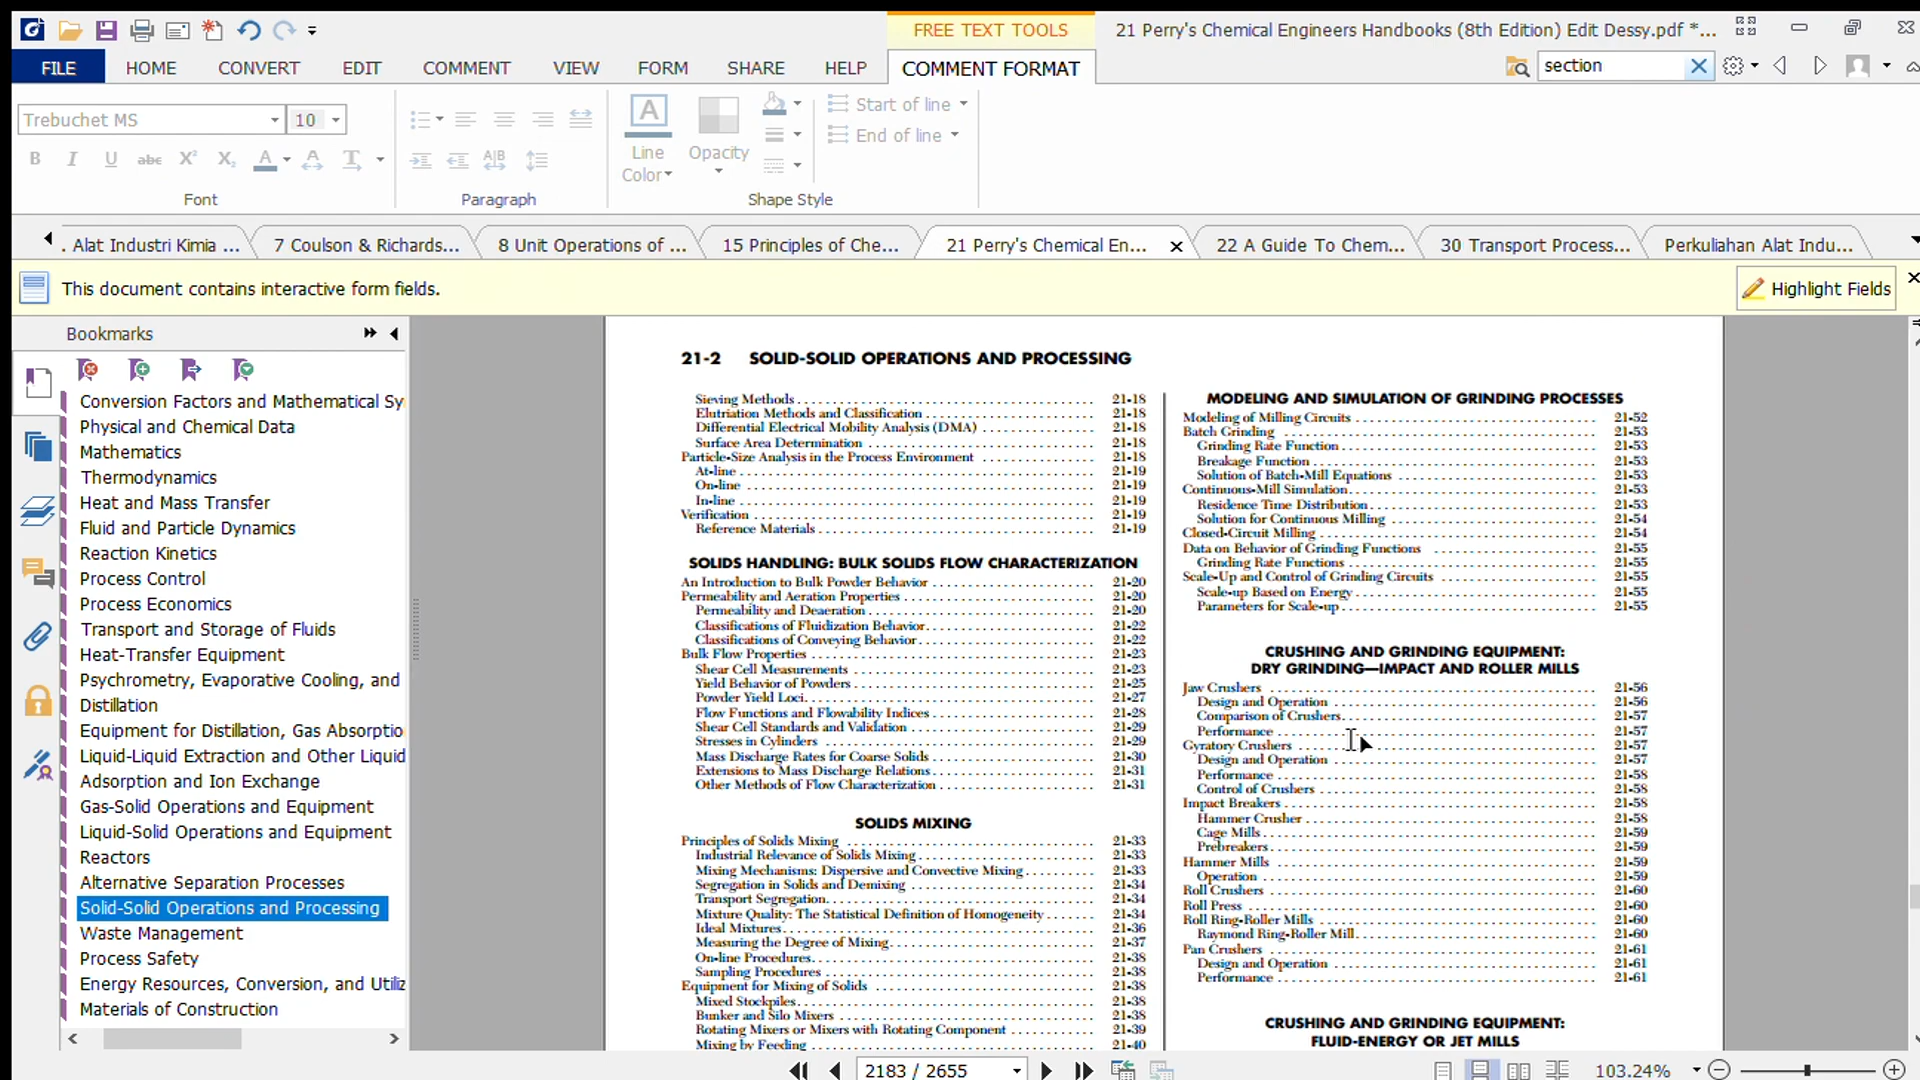 FREE TEXT TOOLS
21 Perry's Chemical Engineers Handbooks (8th Edition) Edit Dessy.pdf *...
FILE HOME CONVERT EDIT COMMENT VIEW FORM SHARE HELP COMMENT FORMAT
section
Trebuchet MS 10
Start of line
End of line
B I U abc X² X₂ A A T
A|B
A
Line Color
Opacity
Font Paragraph Shape Style
. Alat Industri Kimia ... 7 Coulson & Richards... 8 Unit Operations of ... 15 Principles of Che... 21 Perry's Chemical En... 22 A Guide To Chem... 30 Transport Process... Perkuliahan Alat Indu...
This document contains interactive form fields.
Highlight Fields
Bookmarks
Conversion Factors and Mathematical Sy
Physical and Chemical Data
Mathematics
Thermodynamics
Heat and Mass Transfer
Fluid and Particle Dynamics
Reaction Kinetics
Process Control
Process Economics
Transport and Storage of Fluids
Heat-Transfer Equipment
Psychrometry, Evaporative Cooling, and
Distillation
Equipment for Distillation, Gas Absorptio
Liquid-Liquid Extraction and Other Liquid
Adsorption and Ion Exchange
Gas-Solid Operations and Equipment
Liquid-Solid Operations and Equipment
Reactors
Alternative Separation Processes
Solid-Solid Operations and Processing
Waste Management
Process Safety
Energy Resources, Conversion, and Utiliz
Materials of Construction
21-2 SOLID-SOLID OPERATIONS AND PROCESSING
Sieving Methods 21-18
Elutriation Methods and Classification 21-18
Differential Electrical Mobility Analysis (DMA) 21-18
Surface Area Determination 21-18
Particle-Size Analysis in the Process Environment 21-18
At-line 21-19
On-line 21-19
In-line 21-19
Verification 21-19
Reference Materials 21-19
SOLIDS HANDLING: BULK SOLIDS FLOW CHARACTERIZATION
An Introduction to Bulk Powder Behavior 21-20
Permeability and Aeration Properties 21-20
Permeability and Deaeration 21-20
Classifications of Fluidization Behavior 21-22
Classifications of Conveying Behavior 21-22
Bulk Flow Properties 21-23
Shear Cell Measurements 21-23
Yield Behavior of Powders 21-25
Powder Yield Loci 21-27
Flow Functions and Flowability Indices 21-28
Shear Cell Standards and Validation 21-29
Stresses in Cylinders 21-29
Mass Discharge Rates for Coarse Solids 21-30
Extensions to Mass Discharge Relations 21-31
Other Methods of Flow Characterization 21-31
SOLIDS MIXING
Principles of Solids Mixing 21-33
Industrial Relevance of Solids Mixing 21-33
Mixing Mechanisms: Dispersive and Convective Mixing 21-33
Segregation in Solids and Demixing 21-34
Transport Segregation 21-34
Mixture Quality: The Statistical Definition of Homogeneity 21-34
Ideal Mixtures 21-36
Measuring the Degree of Mixing 21-37
On-line Procedures 21-38
Sampling Procedures 21-38
Equipment for Mixing of Solids 21-38
Mixed Stockpiles 21-38
Bunker and Silo Mixers 21-38
Rotating Mixers or Mixers with Rotating Component 21-39
Mixing by Feeding 21-40
MODELING AND SIMULATION OF GRINDING PROCESSES
Modeling of Milling Circuits 21-52
Batch Grinding 21-53
Grinding Rate Function 21-53
Breakage Function 21-53
Solution of Batch-Mill Equations 21-53
Continuous-Mill Simulation 21-53
Residence Time Distribution 21-53
Solution for Continuous Milling 21-54
Closed-Circuit Milling 21-54
Data on Behavior of Grinding Functions 21-55
Grinding Rate Functions 21-55
Scale-Up and Control of Grinding Circuits 21-55
Scale-up Based on Energy 21-55
Parameters for Scale-up 21-55
CRUSHING AND GRINDING EQUIPMENT:
DRY GRINDING—IMPACT AND ROLLER MILLS
Jaw Crushers 21-56
Design and Operation 21-56
Comparison of Crushers 21-57
Performance 21-57
Gyratory Crushers 21-57
Design and Operation 21-57
Performance 21-58
Control of Crushers 21-58
Impact Breakers 21-58
Hammer Crusher 21-58
Cage Mills 21-59
Prebreakers 21-59
Hammer Mills 21-59
Operation 21-59
Roll Crushers 21-60
Roll Press 21-60
Roll Ring-Roller Mills 21-60
Raymond Ring-Roller Mill 21-60
Pan Crushers 21-61
Design and Operation 21-61
Performance 21-61
CRUSHING AND GRINDING EQUIPMENT:
FLUID-ENERGY OR JET MILLS
2183 / 2655
103.24%